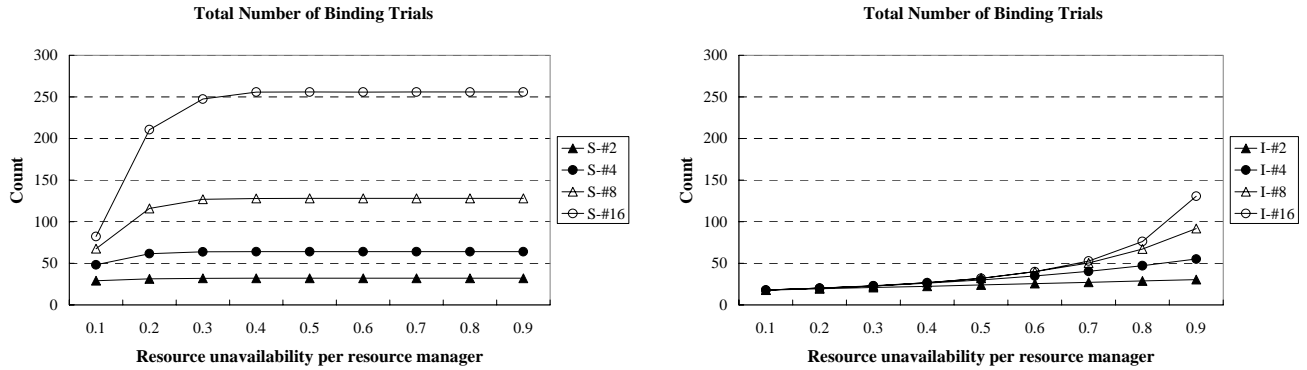 Total Number of Binding Trials
300
250
200
150
100
50
0
Count
0.1 0.2 0.3 0.4 0.5 0.6 0.7 0.8 0.9
Resource unavailability per resource manager
S-#2
S-#4
S-#8
S-#16
Total Number of Binding Trials
300
250
200
150
100
50
0
Count
0.1 0.2 0.3 0.4 0.5 0.6 0.7 0.8 0.9
Resource unavailability per resource manager
I-#2
I-#4
I-#8
I-#16